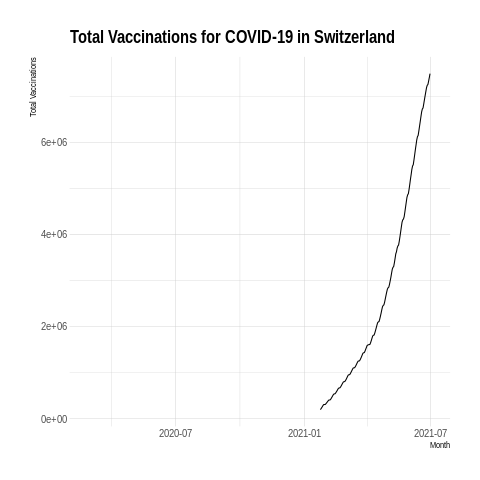 Total Vaccinations for COVID-19 in Switzerland
Total Vaccinations
6e+06
4e+06
2e+06
0e+00
2020-07
2021-01
2021-07
Month